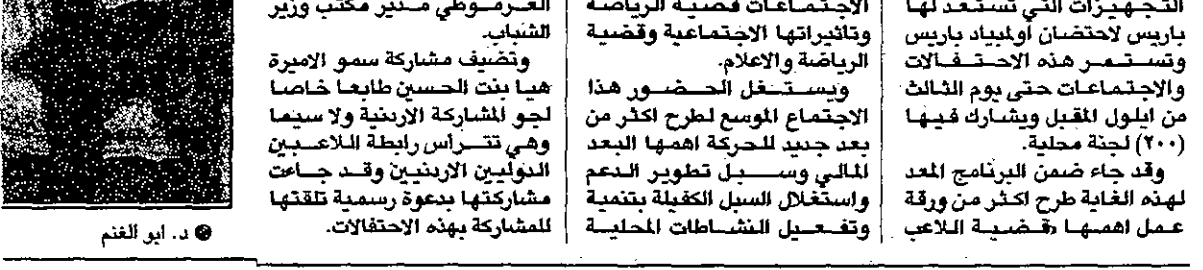 التجهيزات التي تستعد لها
باريس لاحتضان أولمبياد باريس
وتستمر هذه الاحتفالات
والاجتماعات حتى يوم الثالث
من ايلول المقبل ويشارك فيها
(٢٠٠) لجنة محلية.
وقد جاء ضمن البرنامج المعد
لهذه الغاية طرح اكثر من ورقة
عمل اهمها وقضية اللاعب
الاجتماعات قضية الرياضة
وتاثيراتها الاجتماعية وقضية
الرياضة والاعلام.
ويستغل الحضور هذا
الاجتماع الموسع لطرح اكثر من
بعد جديد للحركة اهمها البعد
المالي وسبل تطوير الدعم
واستغلال السبل الكفيلة بتنمية
وتفعيل النشاطات المحلية
العرموطي مدير مكتب وزير
الشباب.
وتضيف مشاركة سمو الاميرة
هيا بنت الحسين طابعا خاصا
لجو المشاركة الاردنية ولا سيما
وهي تترأس رابطة اللاعبين
الدوليين الاردنيين وقد جاءت
مشاركتها بدعوة رسمية تلقتها
للمشاركة بهذه الاحتفالات.
د. ابو الغنم